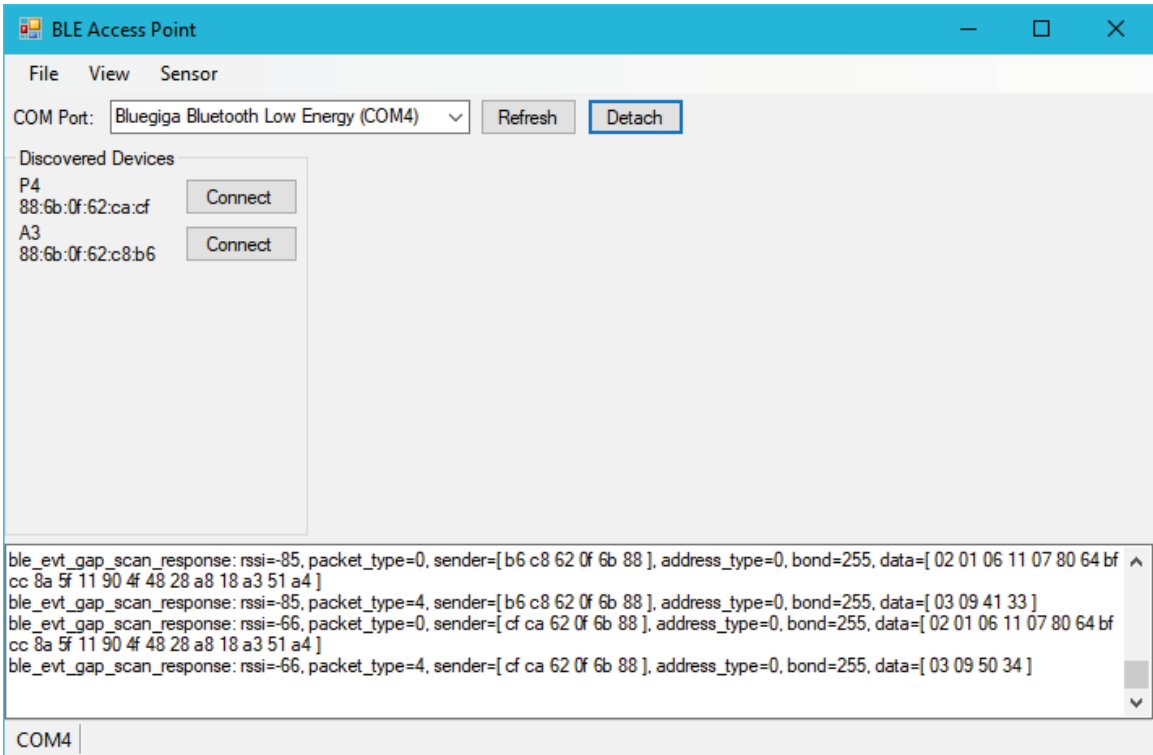 BLE Access Point
File View Sensor
COM Port: Bluegiga Bluetooth Low Energy (COM4) Refresh Detach
Discovered Devices
P4
88:6b:0f:62:ca:cf Connect
A3
88:6b:0f:62:c8:b6 Connect
ble_evt_gap_scan_response: rssi=-85, packet_type=0, sender=[ b6 c8 62 0f 6b 88 ], address_type=0, bond=255, data=[ 02 01 06 11 07 80 64 bf
cc 8a 5f 11 90 4f 48 28 a8 18 a3 51 a4 ]
ble_evt_gap_scan_response: rssi=-85, packet_type=4, sender=[ b6 c8 62 0f 6b 88 ], address_type=0, bond=255, data=[ 03 09 41 33 ]
ble_evt_gap_scan_response: rssi=-66, packet_type=0, sender=[ cf ca 62 0f 6b 88 ], address_type=0, bond=255, data=[ 02 01 06 11 07 80 64 bf
cc 8a 5f 11 90 4f 48 28 a8 18 a3 51 a4 ]
ble_evt_gap_scan_response: rssi=-66, packet_type=4, sender=[ cf ca 62 0f 6b 88 ], address_type=0, bond=255, data=[ 03 09 50 34 ]
COM4